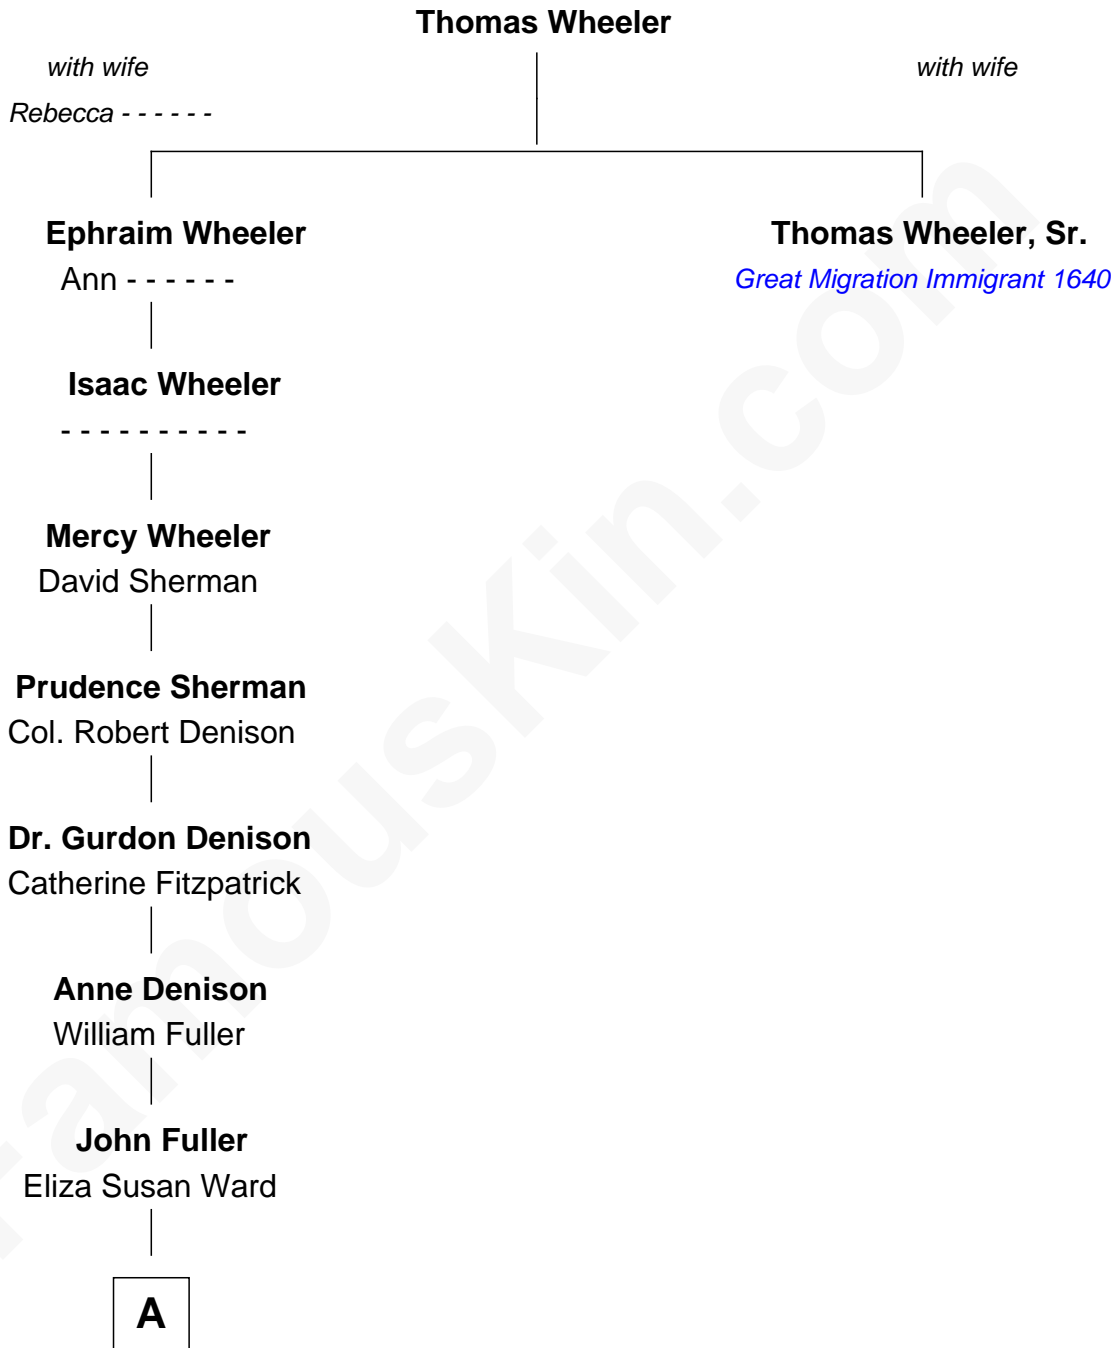 Thomas Wheeler
with wife
with wife
Rebecca - - - - - -
Ephraim Wheeler
Thomas Wheeler, Sr.
Ann - - - - - -
Great Migration Immigrant 1640
Isaac Wheeler
- - - - - - - - - -
Mercy Wheeler
David Sherman
Prudence Sherman
Col. Robert Denison
Dr. Gurdon Denison
Catherine Fitzpatrick
Anne Denison
William Fuller
John Fuller
Eliza Susan Ward
A
FamousKin.com